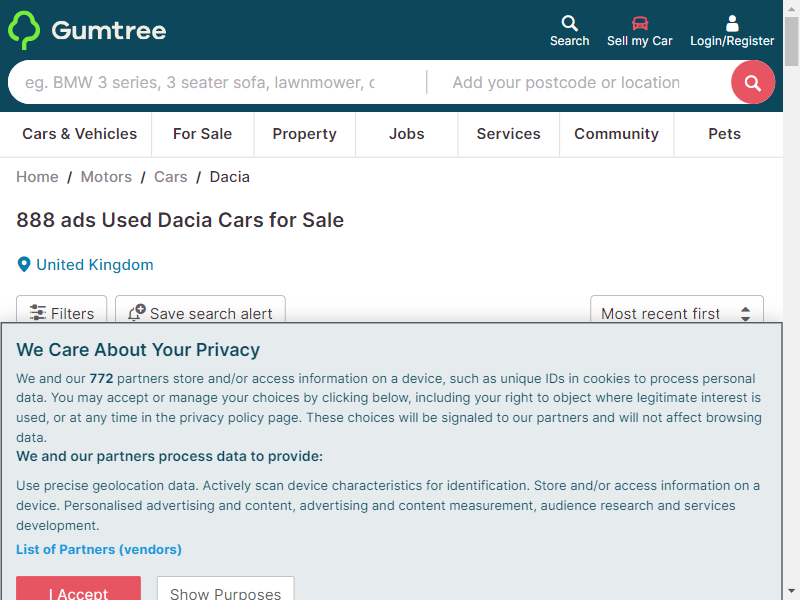 Gumtree
Search
Sell my Car
Login/Register
eg. BMW 3 series, 3 seater sofa, lawnmower, c
Add your postcode or location
Cars & Vehicles
For Sale
Property
Jobs
Services
Community
Pets
Home / Motors / Cars / Dacia
888 ads Used Dacia Cars for Sale
United Kingdom
Filters
Save search alert
Most recent first
We Care About Your Privacy
We and our 772 partners store and/or access information on a device, such as unique IDs in cookies to process personal
data. You may accept or manage your choices by clicking below, including your right to object where legitimate interest is
used, or at any time in the privacy policy page. These choices will be signaled to our partners and will not affect browsing
data.
We and our partners process data to provide:
Use precise geolocation data. Actively scan device characteristics for identification. Store and/or access information on a
device. Personalised advertising and content, advertising and content measurement, audience research and services
development.
List of Partners (vendors)
I Accept
Show Purposes